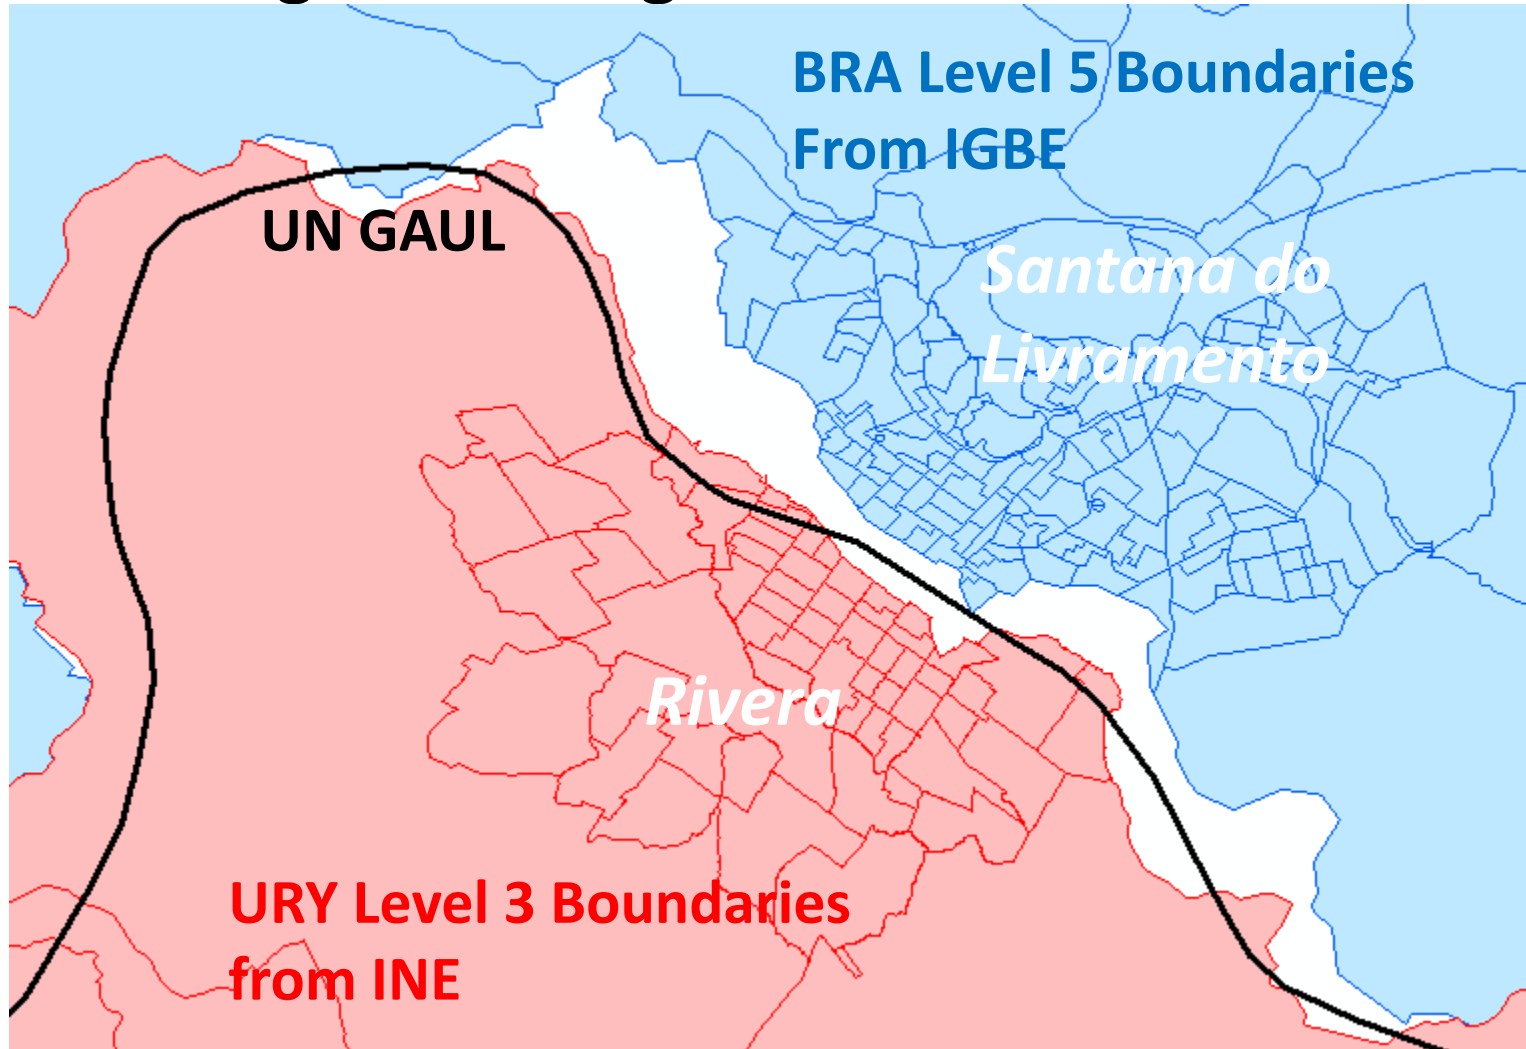 BRA Level 5 Boundaries
From IGBE
UN GAUL
Santana do
Livramento
Rivera
URY Level 3 Boundaries
from INE